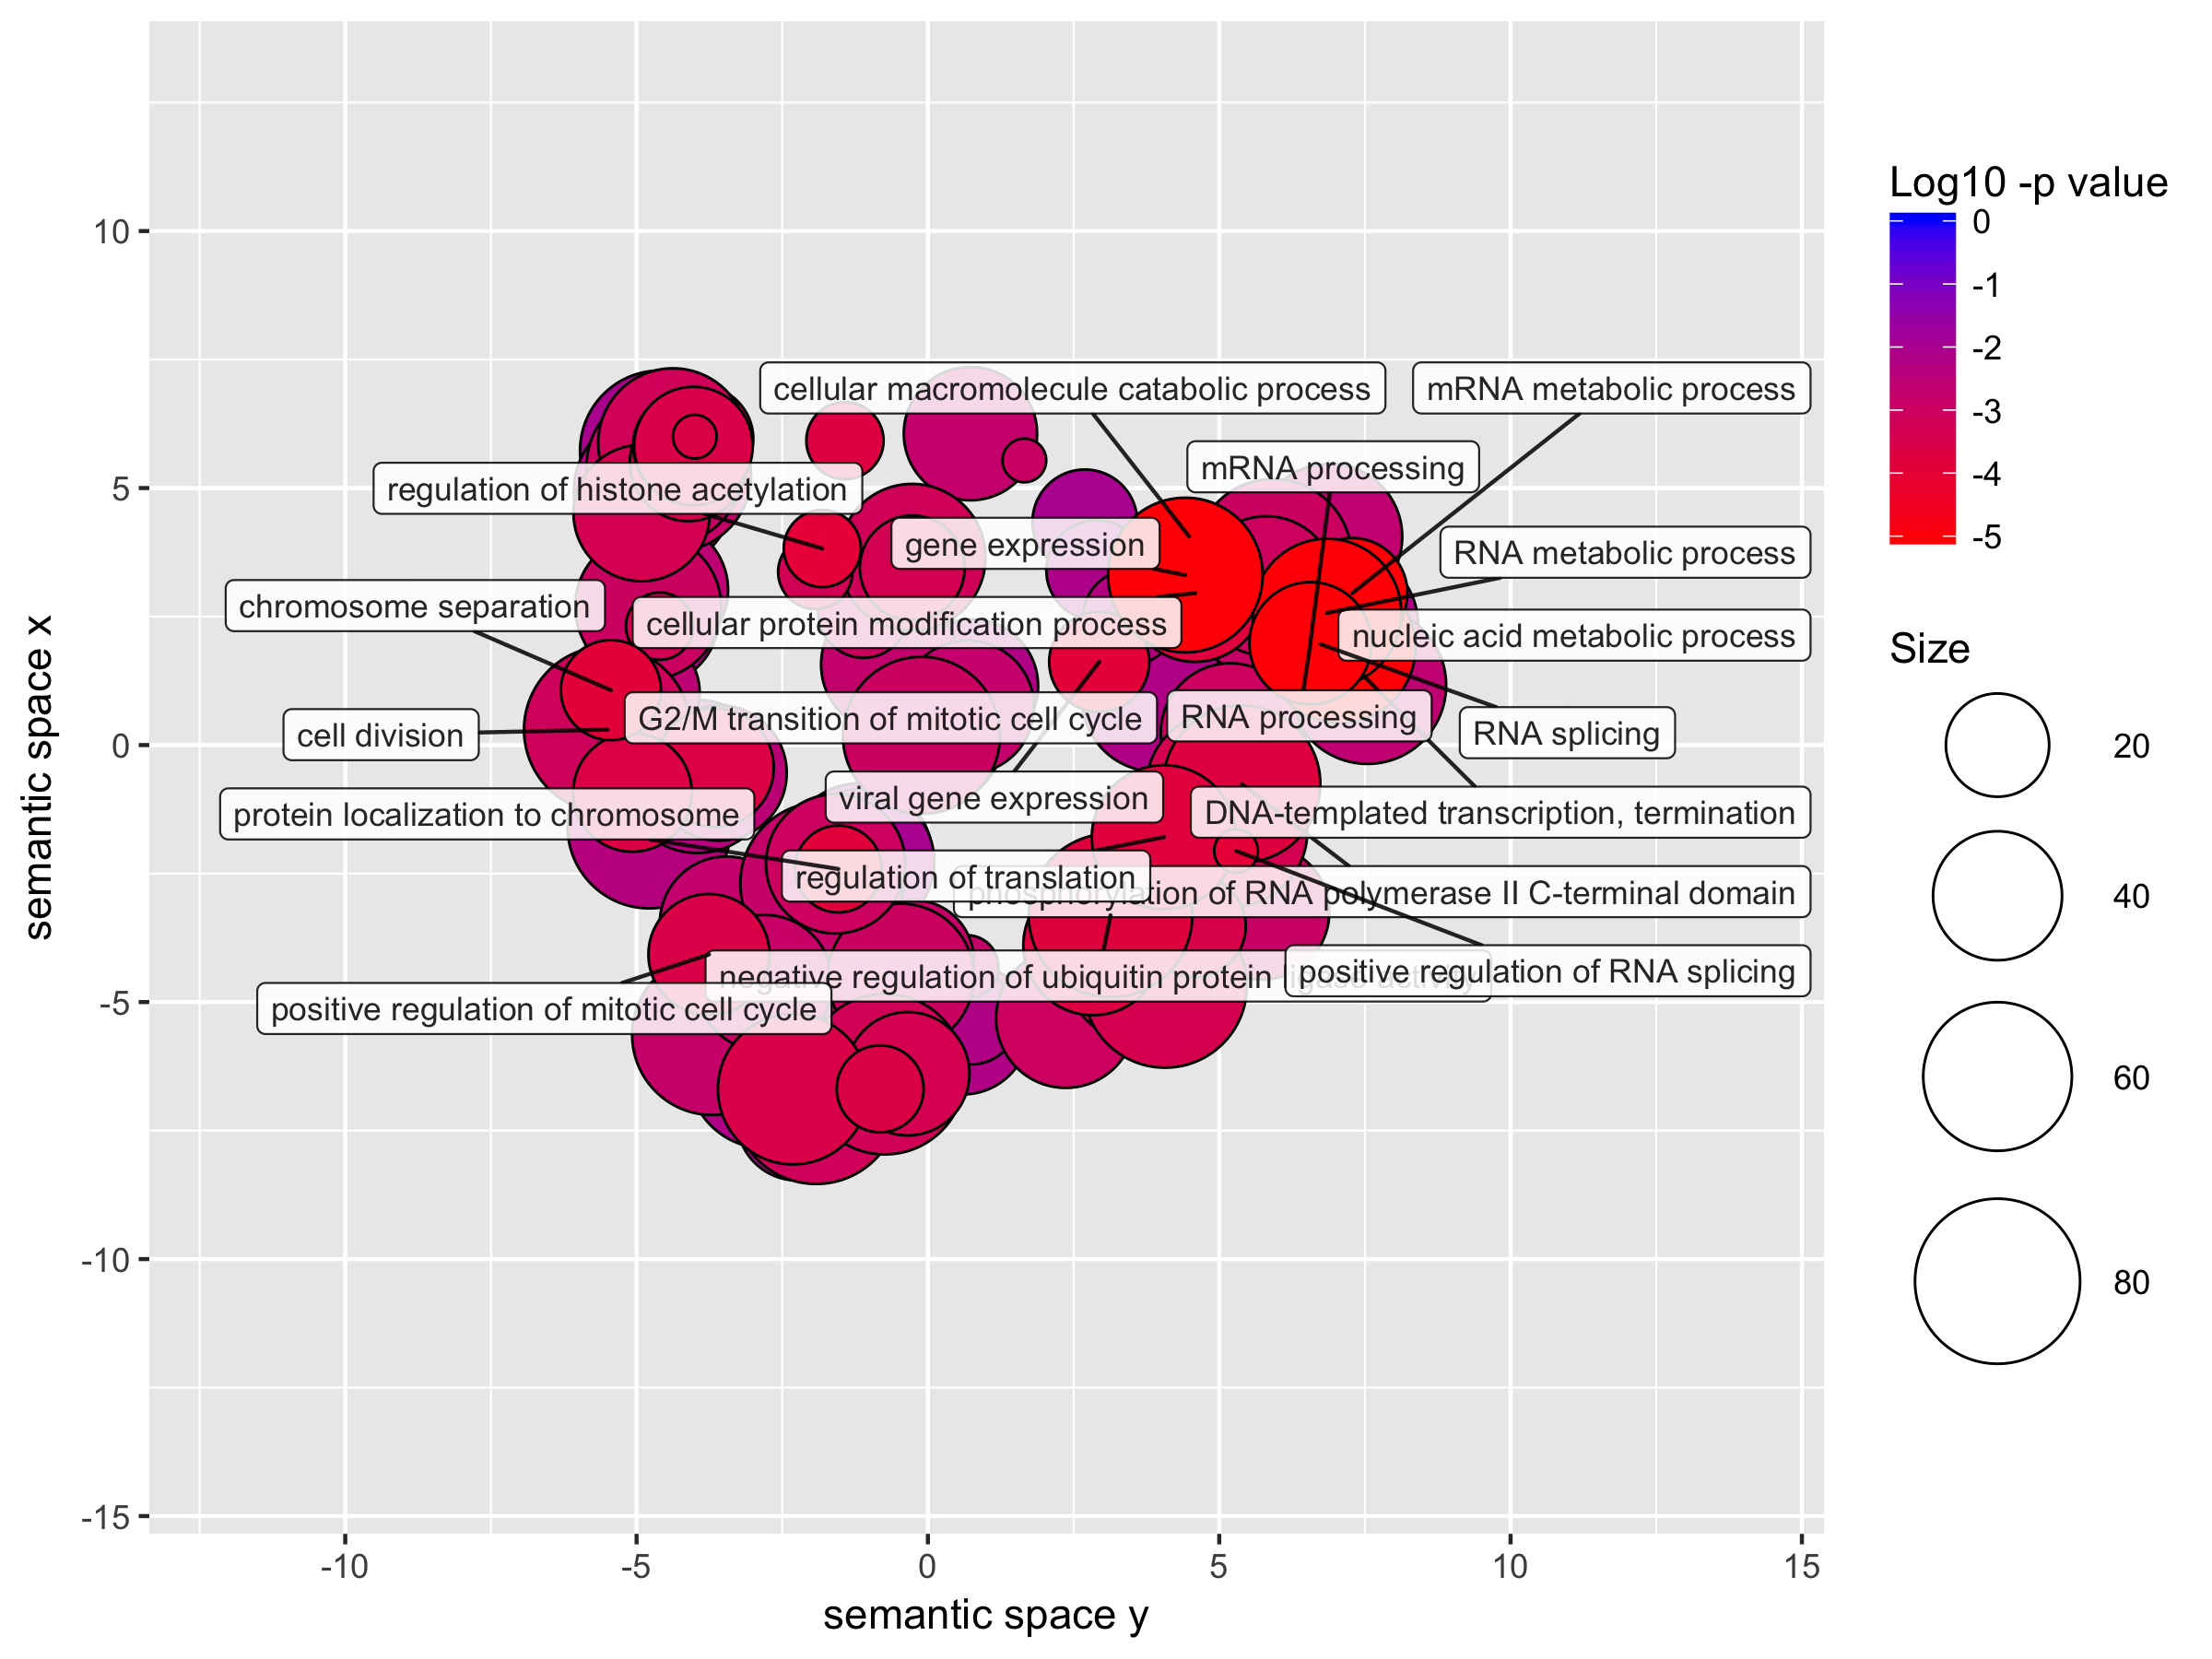 Log10 -p value
0
-1
-2
-3
-4
-5
Size
20
40
60
80
10
5
0
-5
-10
-15
semantic space x
cellular macromolecule catabolic process
mRNA metabolic process
mRNA processing
regulation of histone acetylation
gene expression
RNA metabolic process
chromosome separation
cellular protein modification process
nucleic acid metabolic process
G2/M transition of mitotic cell cycle
RNA processing
cell division
RNA splicing
viral gene expression
protein localization to chromosome
DNA-templated transcription, termination
regulation of translation
phosphorylation of RNA polymerase II C-terminal domain
negative regulation of ubiquitin protein ligase activity
positive regulation of RNA splicing
positive regulation of mitotic cell cycle
-10
-5
0
5
10
15
semantic space y